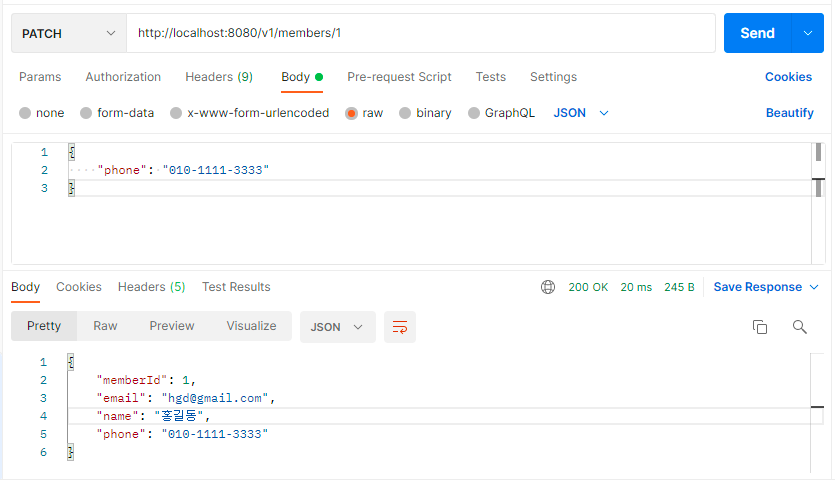 PATCH http://localhost:8080/v1/members/1 Send
Params Authorization Headers (9) Body Pre-request Script Tests Settings Cookies
none form-data x-www-form-urlencoded raw binary GraphQL JSON Beautify
1 {
2 "phone": "010-1111-3333"
3 }
Body Cookies Headers (5) Test Results 200 OK 20 ms 245 B Save Response
Pretty Raw Preview Visualize JSON
1 {
2 "memberId": 1,
3 "email": "hgd@gmail.com",
4 "name": "홍길동",
5 "phone": "010-1111-3333"
6 }